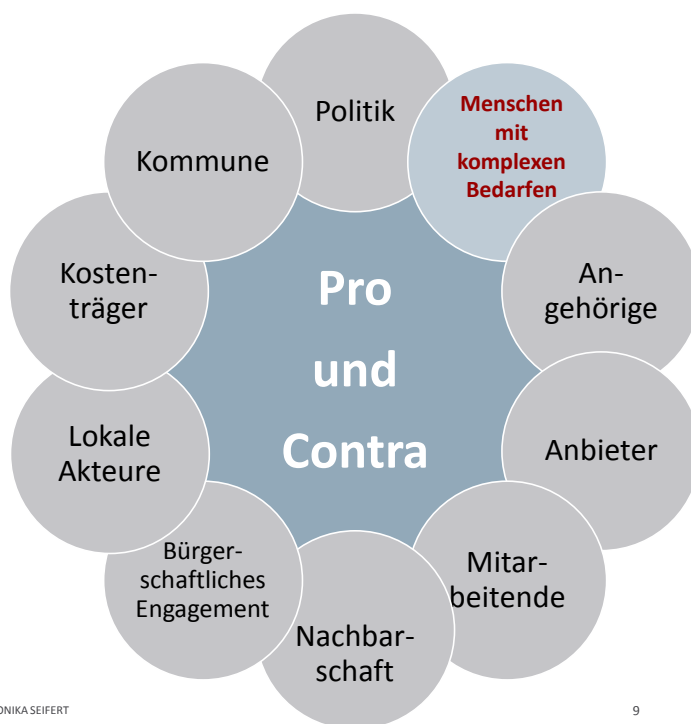 Politik
Menschen
mit
komplexen
Bedarfen
An-
gehörige
Anbieter
Mitar-
beitende
Nachbar-
schaft
Bürger-
schaftliches
Engagement
Lokale
Akteure
Kosten-
träger
Kommune
Pro
und
Contra
ONIKA SEIFERT
9